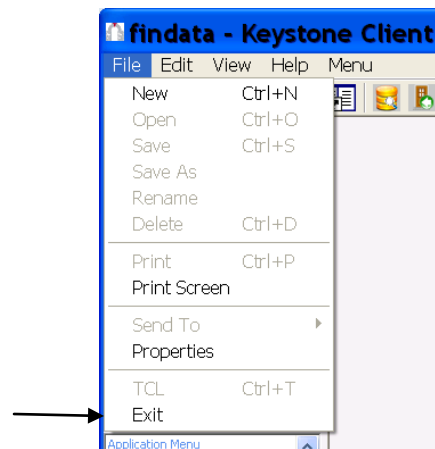 findata - Keystone Client
File Edit View Help Menu
New Ctrl+N
Open Ctrl+O
Save Ctrl+S
Save As
Rename
Delete Ctrl+D
Print Ctrl+P
Print Screen
Send To
Properties
TCL Ctrl+T
Exit
Application Menu